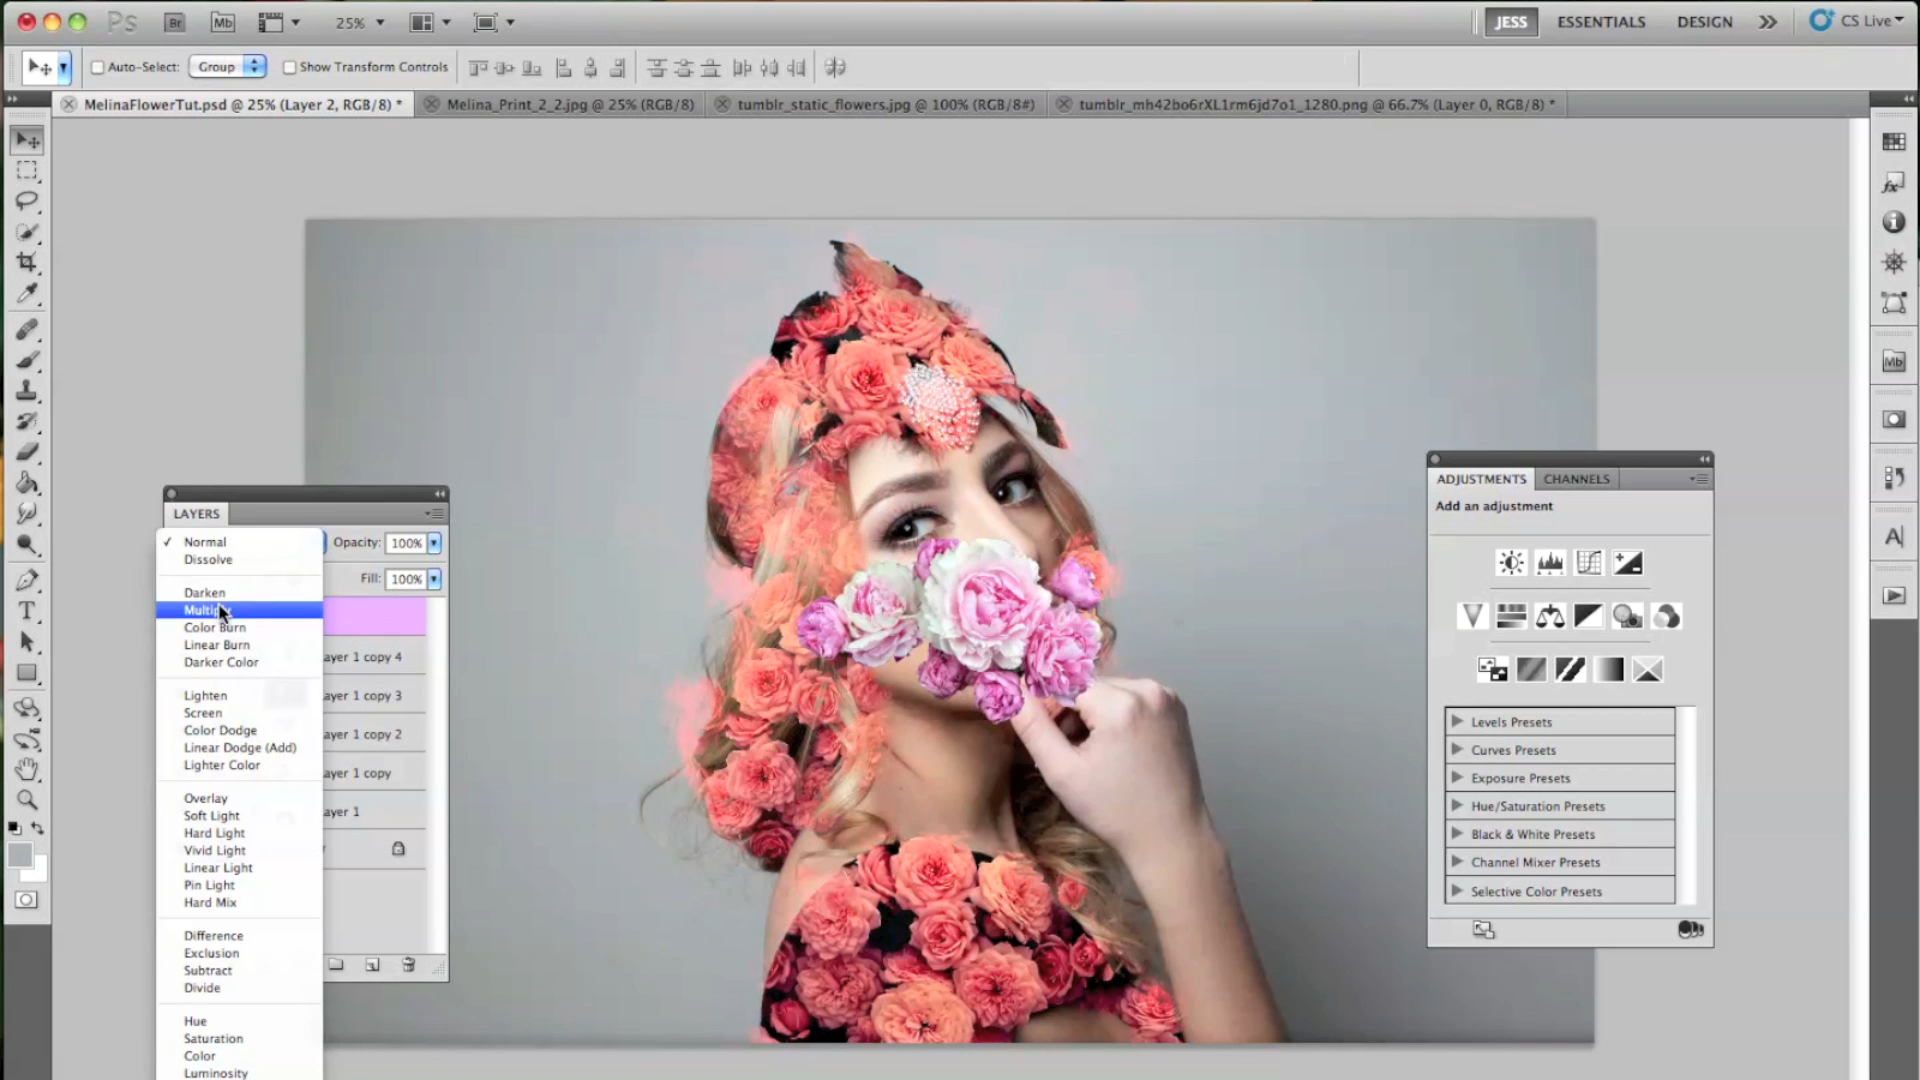 Ps Br Mb 25% JESS ESSENTIALS DESIGN CS Live
Auto-Select: Group Show Transform Controls
MelinaFlowerTut.psd @ 25% (Layer 2, RGB/8) * Melina_Print_2_2.jpg @ 25% (RGB/8) tumblr_static_flowers.jpg @ 100% (RGB/8#) tumblr_mh42bo6rXL1rm6jd7o1_1280.png @ 66.7% (Layer 0, RGB/8) *
LAYERS
Normal
Opacity: 100%
Dissolve
Fill: 100%
Darken
Multiply
Color Burn
Linear Burn
Darker Color
Lighten
Screen
Color Dodge
Linear Dodge (Add)
Lighter Color
Overlay
Soft Light
Hard Light
Vivid Light
Linear Light
Pin Light
Hard Mix
Difference
Exclusion
Subtract
Divide
Hue
Saturation
Color
Luminosity
ayer 1 copy 4
ayer 1 copy 3
ayer 1 copy 2
ayer 1 copy
ayer 1
ADJUSTMENTS CHANNELS
Add an adjustment
Levels Presets
Curves Presets
Exposure Presets
Hue/Saturation Presets
Black & White Presets
Channel Mixer Presets
Selective Color Presets
Mb
A
T
fx